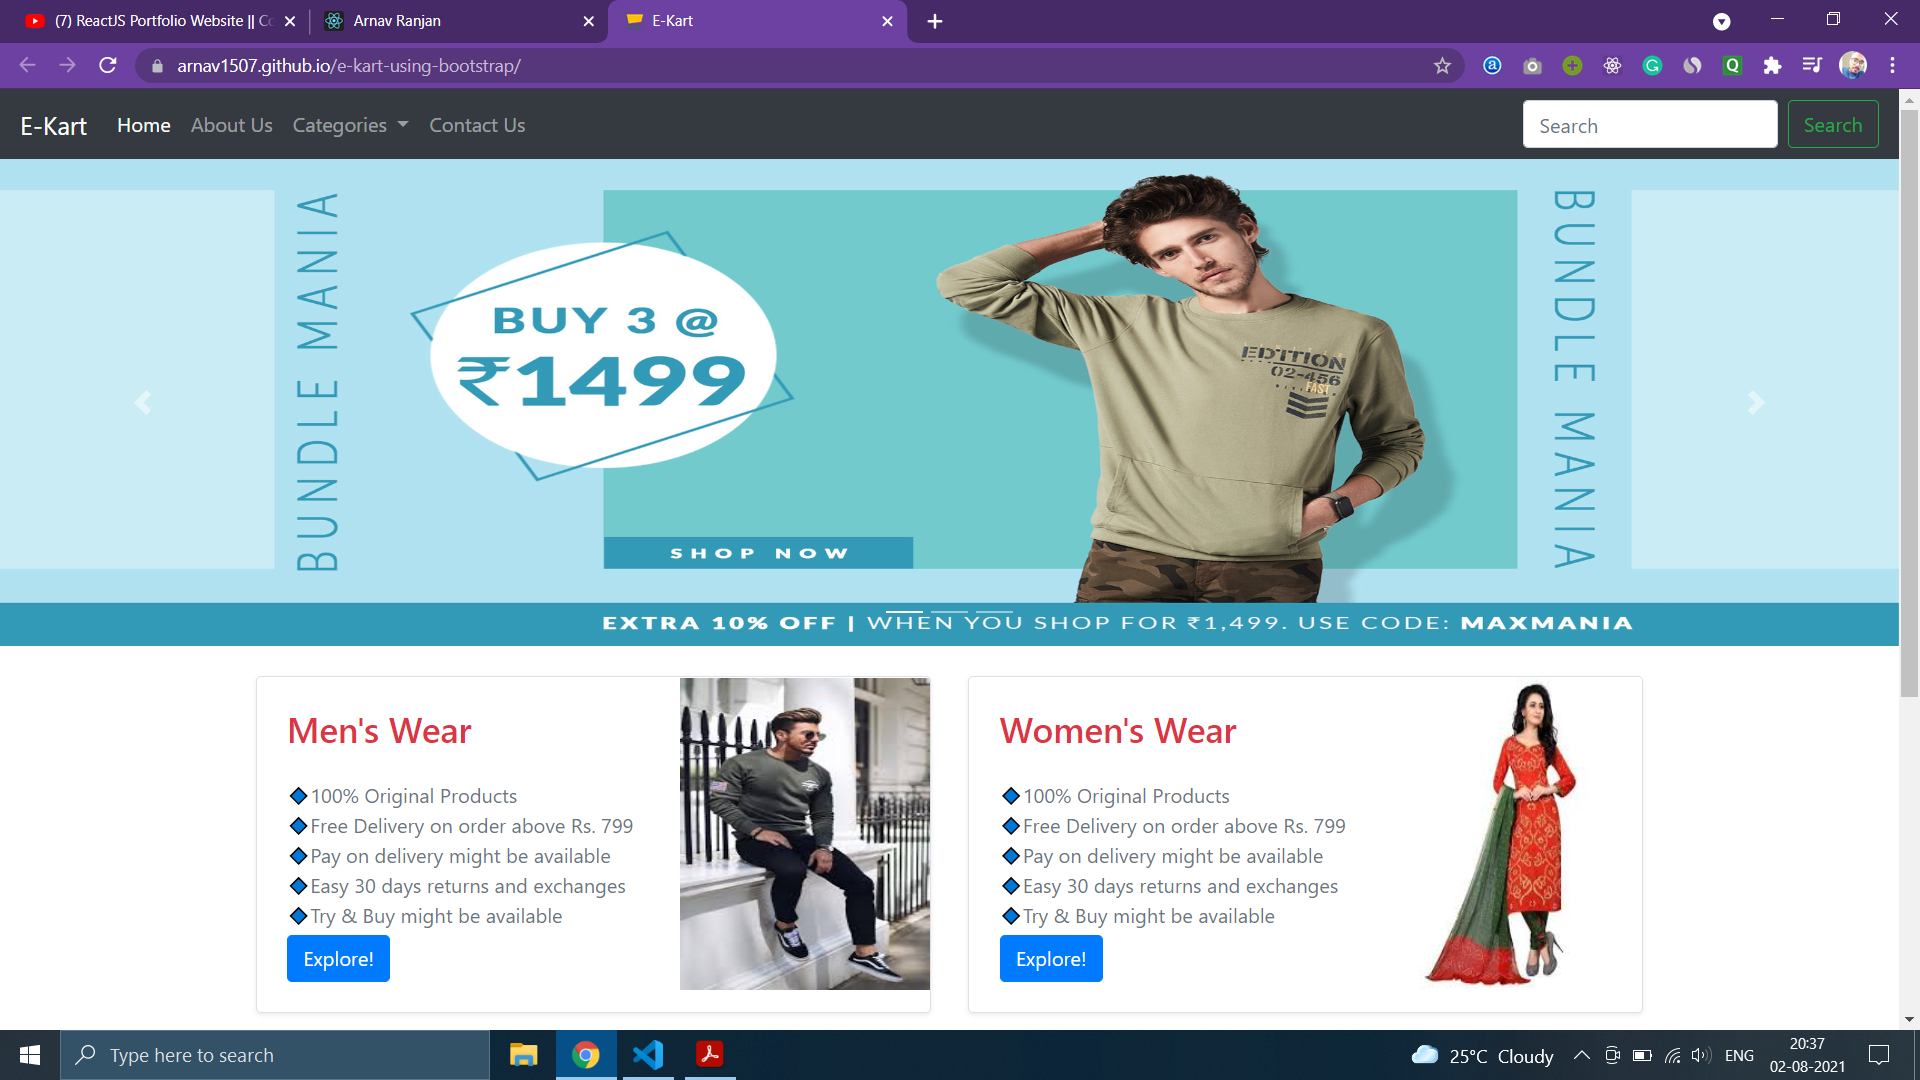 (7) ReactJS Portfolio Website || Co
Arnav Ranjan
E-Kart
arnav1507.github.io/e-kart-using-bootstrap/
E-Kart Home About Us Categories Contact Us Search Search
BUNDLE MANIA
BUY 3 @
₹1499
SHOP NOW
EDITION
02-456
FAST
BUNDLE MANIA
EXTRA 10% OFF | WHEN YOU SHOP FOR ₹1,499. USE CODE: MAXMANIA
Men's Wear
100% Original Products
Free Delivery on order above Rs. 799
Pay on delivery might be available
Easy 30 days returns and exchanges
Try & Buy might be available
Explore!
Women's Wear
100% Original Products
Free Delivery on order above Rs. 799
Pay on delivery might be available
Easy 30 days returns and exchanges
Try & Buy might be available
Explore!
Type here to search
25°C Cloudy
ENG
20:37
02-08-2021